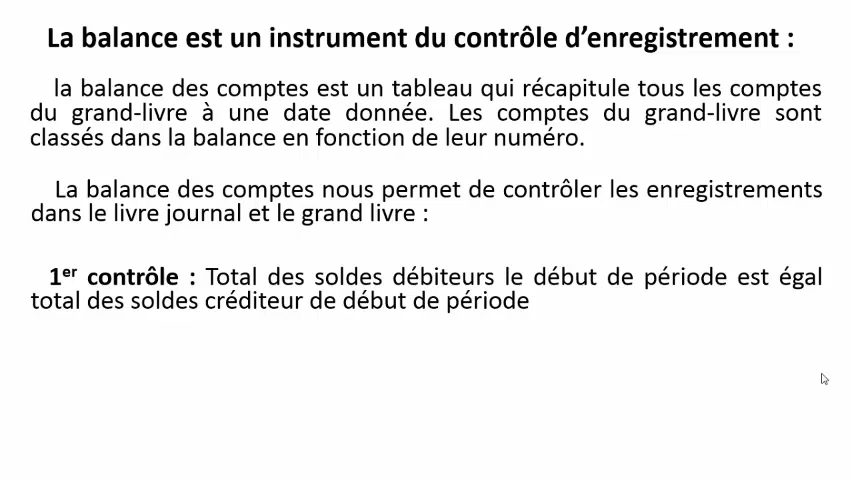 La balance est un instrument du contrôle d’enregistrement :
la balance des comptes est un tableau qui récapitule tous les comptes
du grand-livre à une date donnée. Les comptes du grand-livre sont
classés dans la balance en fonction de leur numéro.
La balance des comptes nous permet de contrôler les enregistrements
dans le livre journal et le grand livre :
1er contrôle : Total des soldes débiteurs le début de période est égal
total des soldes créditeur de début de période